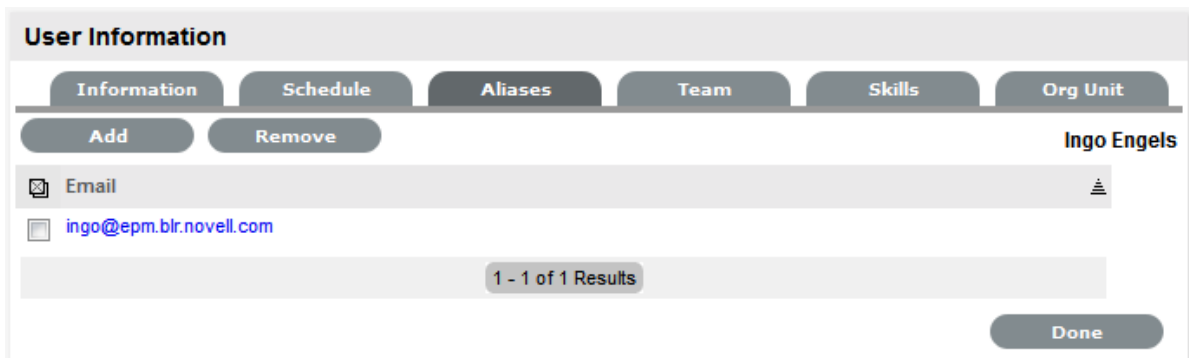 User Information
Information Schedule Aliases Team Skills Org Unit
Add Remove Ingo Engels
Email
ingo@epm.blr.novell.com
1 - 1 of 1 Results
Done